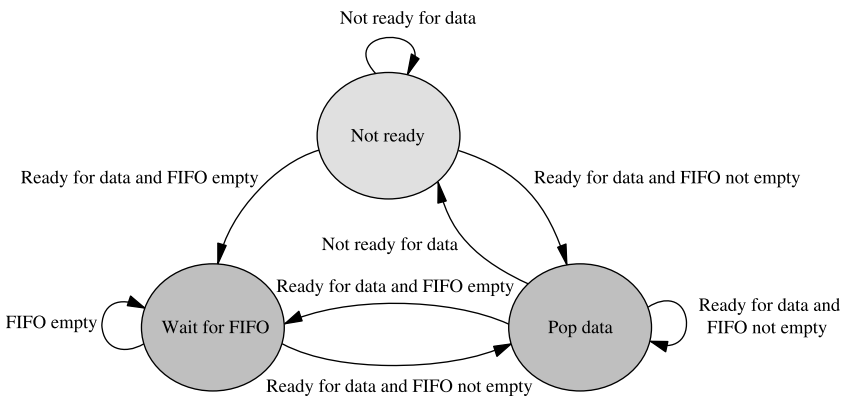 Not ready for data
Not ready
Ready for data and FIFO empty
Ready for data and FIFO not empty
Not ready for data
Ready for data and FIFO empty
FIFO empty
Wait for FIFO
Pop data
Ready for data and
FIFO not empty
Ready for data and FIFO not empty